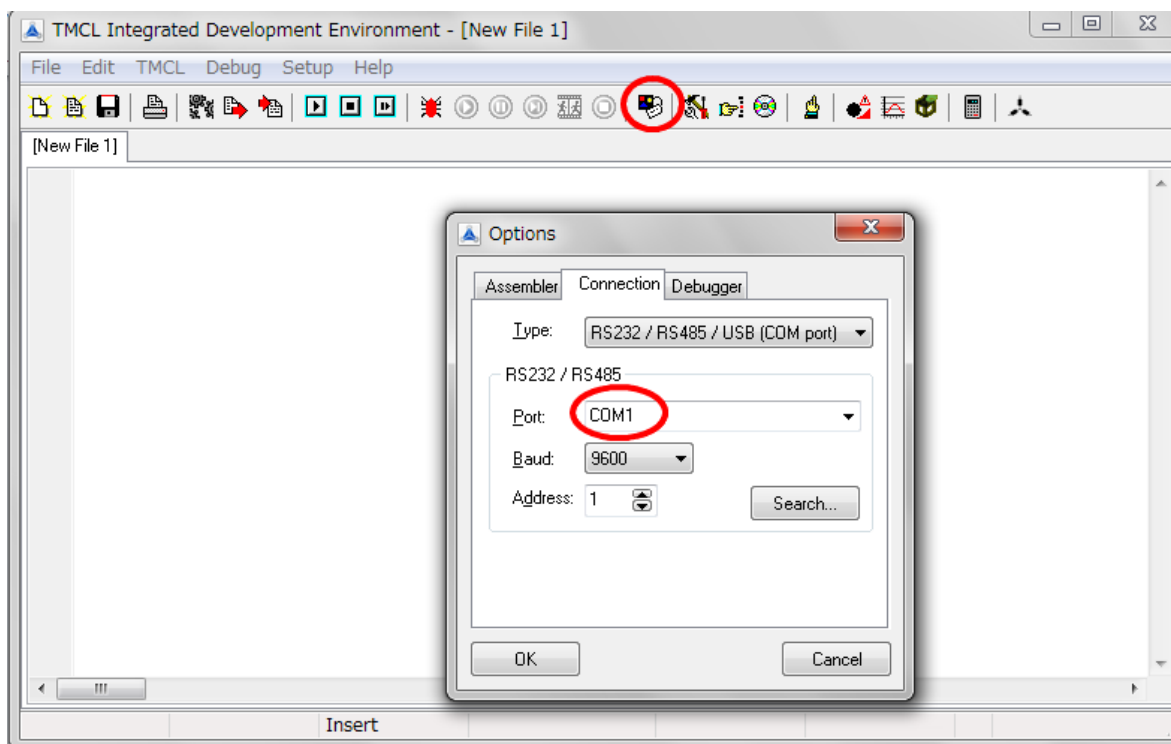 TMCL Integrated Development Environment - [New File 1]
File Edit TMCL Debug Setup Help
[New File 1]
Options
Assembler Connection Debugger
Type: RS232 / RS485 / USB (COM port)
RS232 / RS485
Port: COM1
Baud: 9600
Address: 1
Search...
OK Cancel
Insert